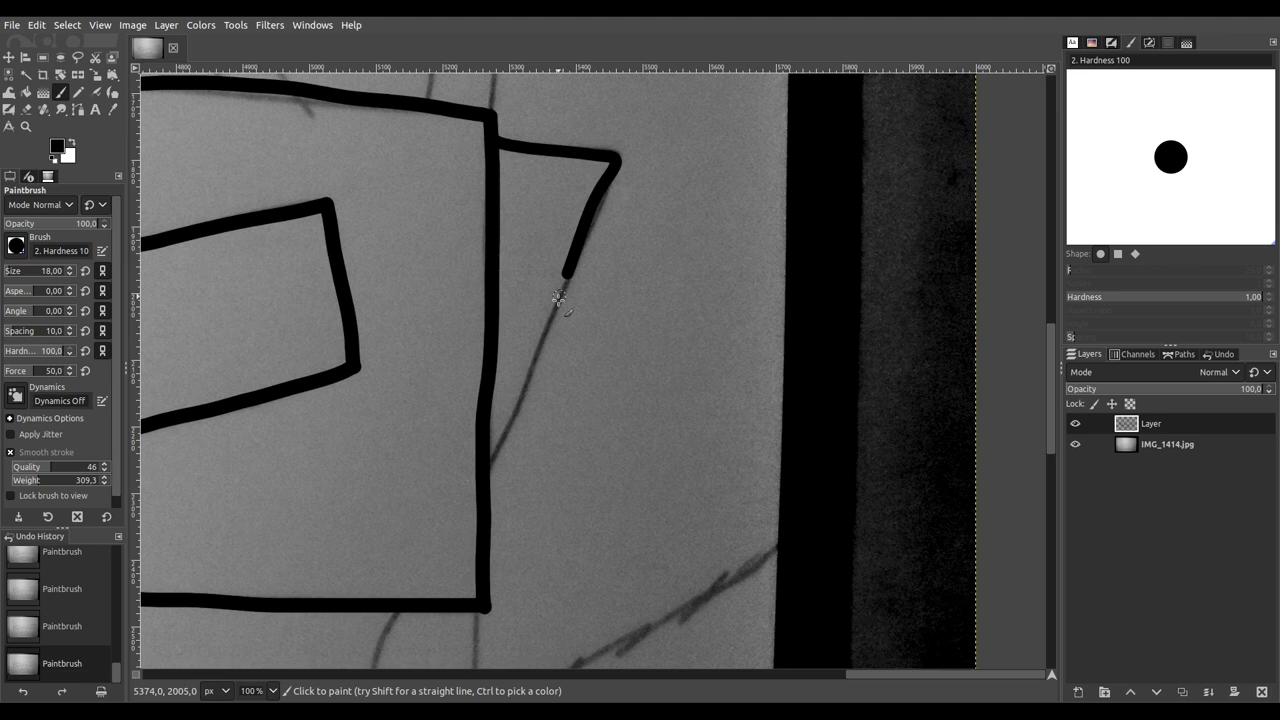 File Edit Select View Image Layer Colors Tools Filters Windows Help
2. Hardness 100
Shape:
Hardness 1,00
Paintbrush
Mode Normal
Opacity 100,0
Brush
2. Hardness 10
Size 18,00
Aspe... 0,00
Angle 0,00
Spacing 10,0
Hardn... 100,0
Force 50,0
Dynamics
Dynamics Off
Dynamics Options
Apply Jitter
Smooth stroke
Quality 46
Weight 309,3
Lock brush to view
Undo History
Paintbrush
Paintbrush
Paintbrush
Paintbrush
Layers Channels Paths Undo
Mode Normal
Opacity 100,0
Lock:
Layer
IMG_1414.jpg
5374,0, 2005,0 px 100 % Click to paint (try Shift for a straight line, Ctrl to pick a color)